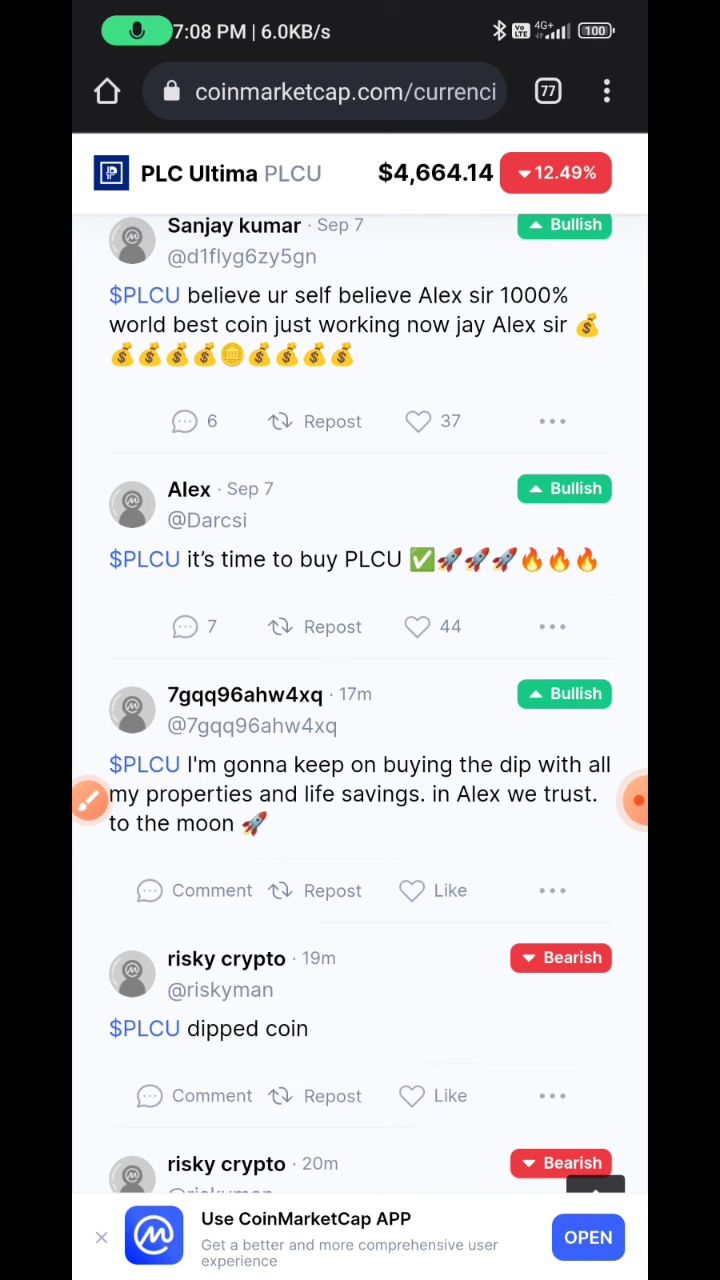 7:08 PM | 6.0KB/s
Vo LTE 4G+ 100
coinmarketcap.com/currenci 77
PLC Ultima PLCU $4,664.14 12.49%
Sanjay kumar · Sep 7 Bullish
@d1flyg6zy5gn
$PLCU believe ur self believe Alex sir 1000%
world best coin just working now jay Alex sir 💰
💰💰💰💰🪙💰💰💰💰
6 Repost 37
Alex · Sep 7 Bullish
@Darcsi
$PLCU it’s time to buy PLCU ✅🚀🚀🚀🔥🔥🔥
7 Repost 44
7gqq96ahw4xq · 17m Bullish
@7gqq96ahw4xq
$PLCU I'm gonna keep on buying the dip with all
my properties and life savings. in Alex we trust.
to the moon 🚀
Comment Repost Like
risky crypto · 19m Bearish
@riskyman
$PLCU dipped coin
Comment Repost Like
risky crypto · 20m Bearish
Use CoinMarketCap APP
Get a better and more comprehensive user
experience
OPEN